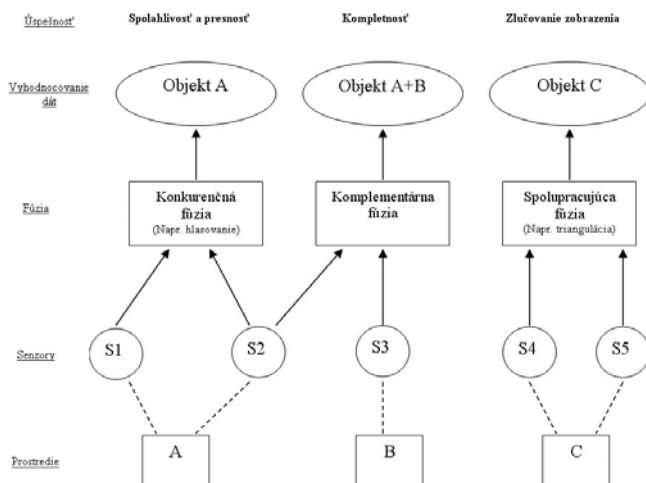 Úspešnosť
Spolahlivosť a presnosť
Kompletnosť
Zlučovanie zobrazenia
Vyhodnocovanie
dát
Objekt A
Objekt A+B
Objekt C
Fúzia
Konkurenčná
fúzia
(Napr. hlasovanie)
Komplementárna
fúzia
Spolupracujúca
fúzia
(Napr. triangulácia)
Senzory
S1
S2
S3
S4
S5
Prostredie
A
B
C